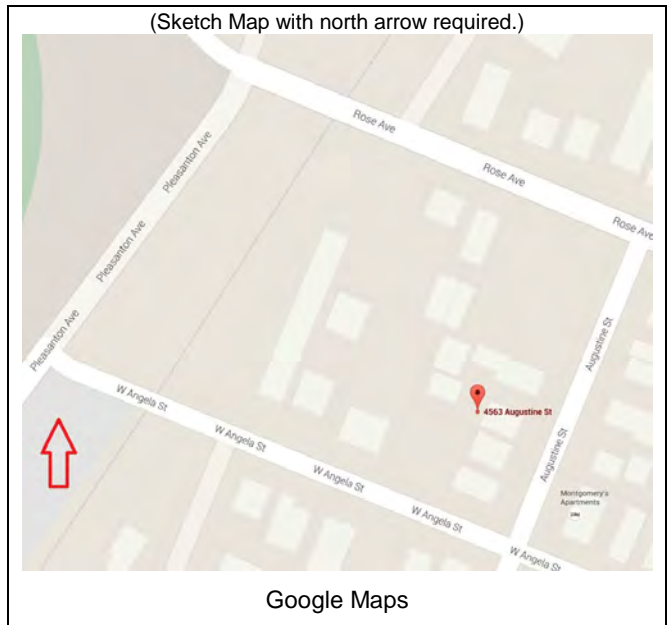 (Sketch Map with north arrow required.)
Rose Ave
Rose Ave
Rose Ave
Pleasanton Ave
Pleasanton Ave
Pleasanton Ave
Augustine St
4563 Augustine St
Augustine St
W Angela St
W Angela St
W Angela St
W Angela St
W Angela St
Montgomery's
Apartments
Google Maps